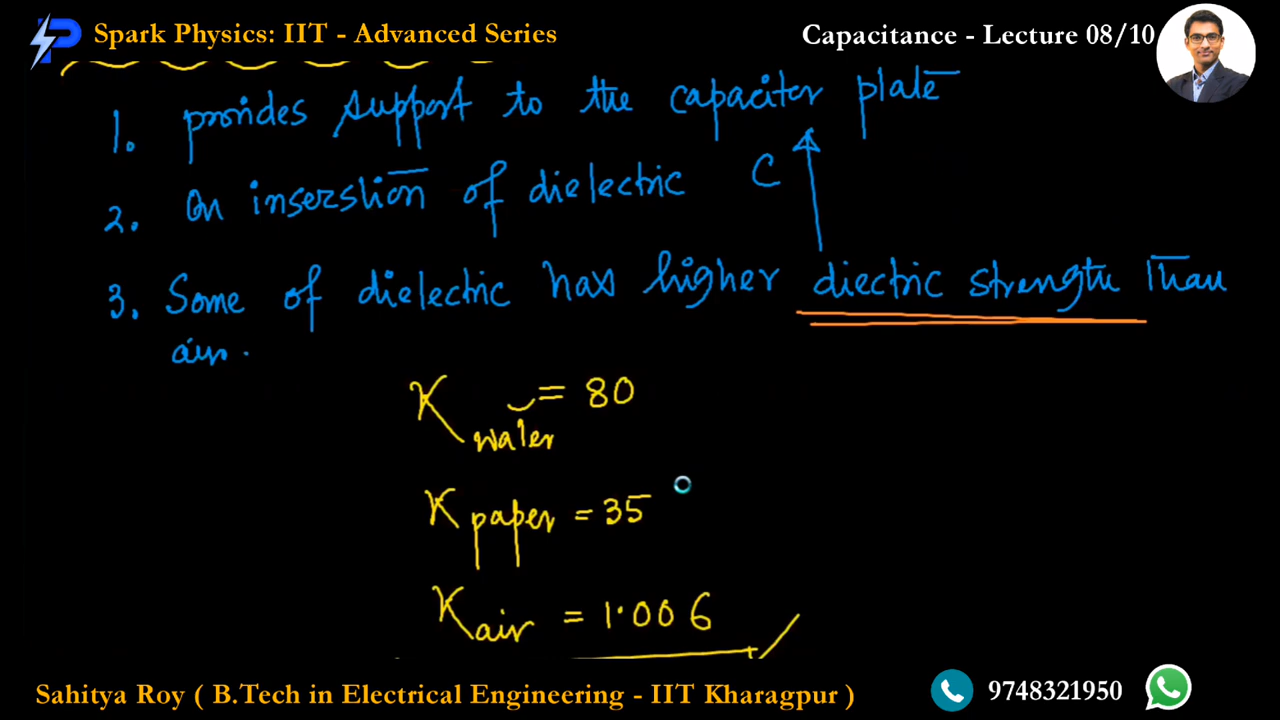 Spark Physics: IIT - Advanced Series
Capacitance - Lecture 08/10
1. provides support to the capacitor plate
2. On inserstion of dielectric C
3. Some of dielectric has higher diectric strength than
air.
K water = 80
K paper = 35
K air = 1.006
Sahitya Roy ( B.Tech in Electrical Engineering - IIT Kharagpur )
9748321950